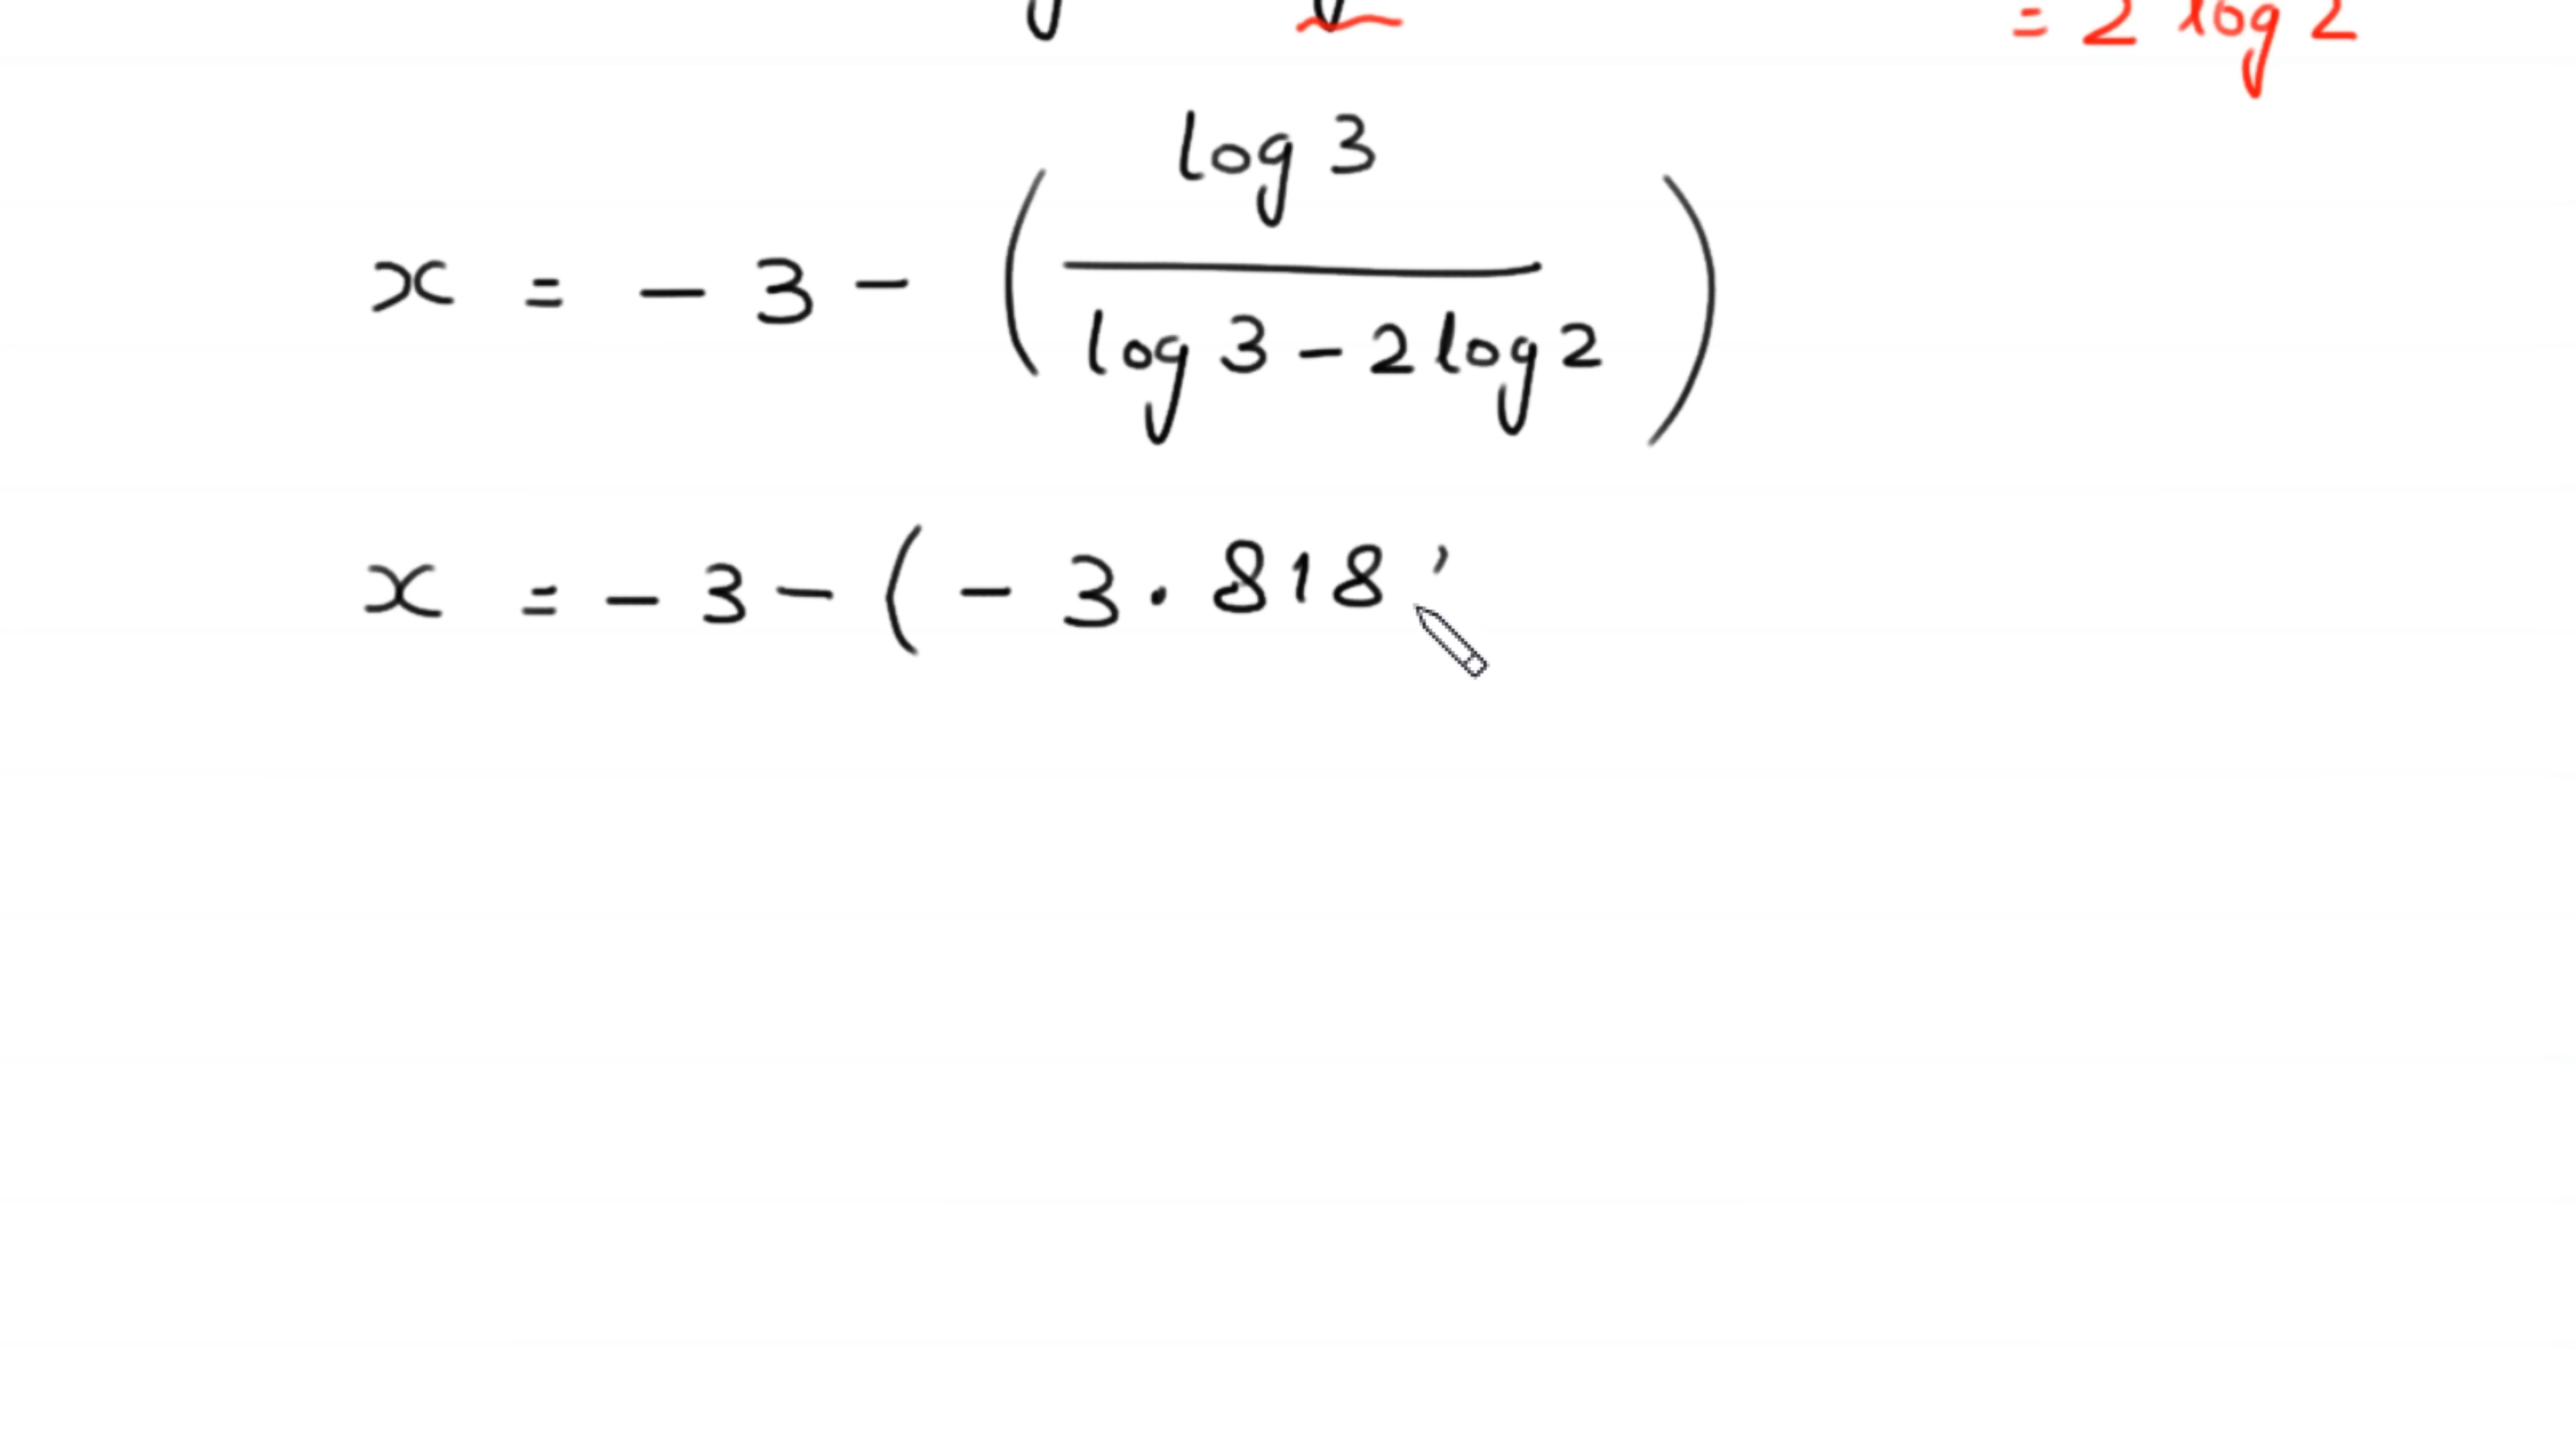 = 2 log 2
x = - 3 - ( log 3 / log 3 - 2 log 2 )
x = - 3 - ( - 3.818